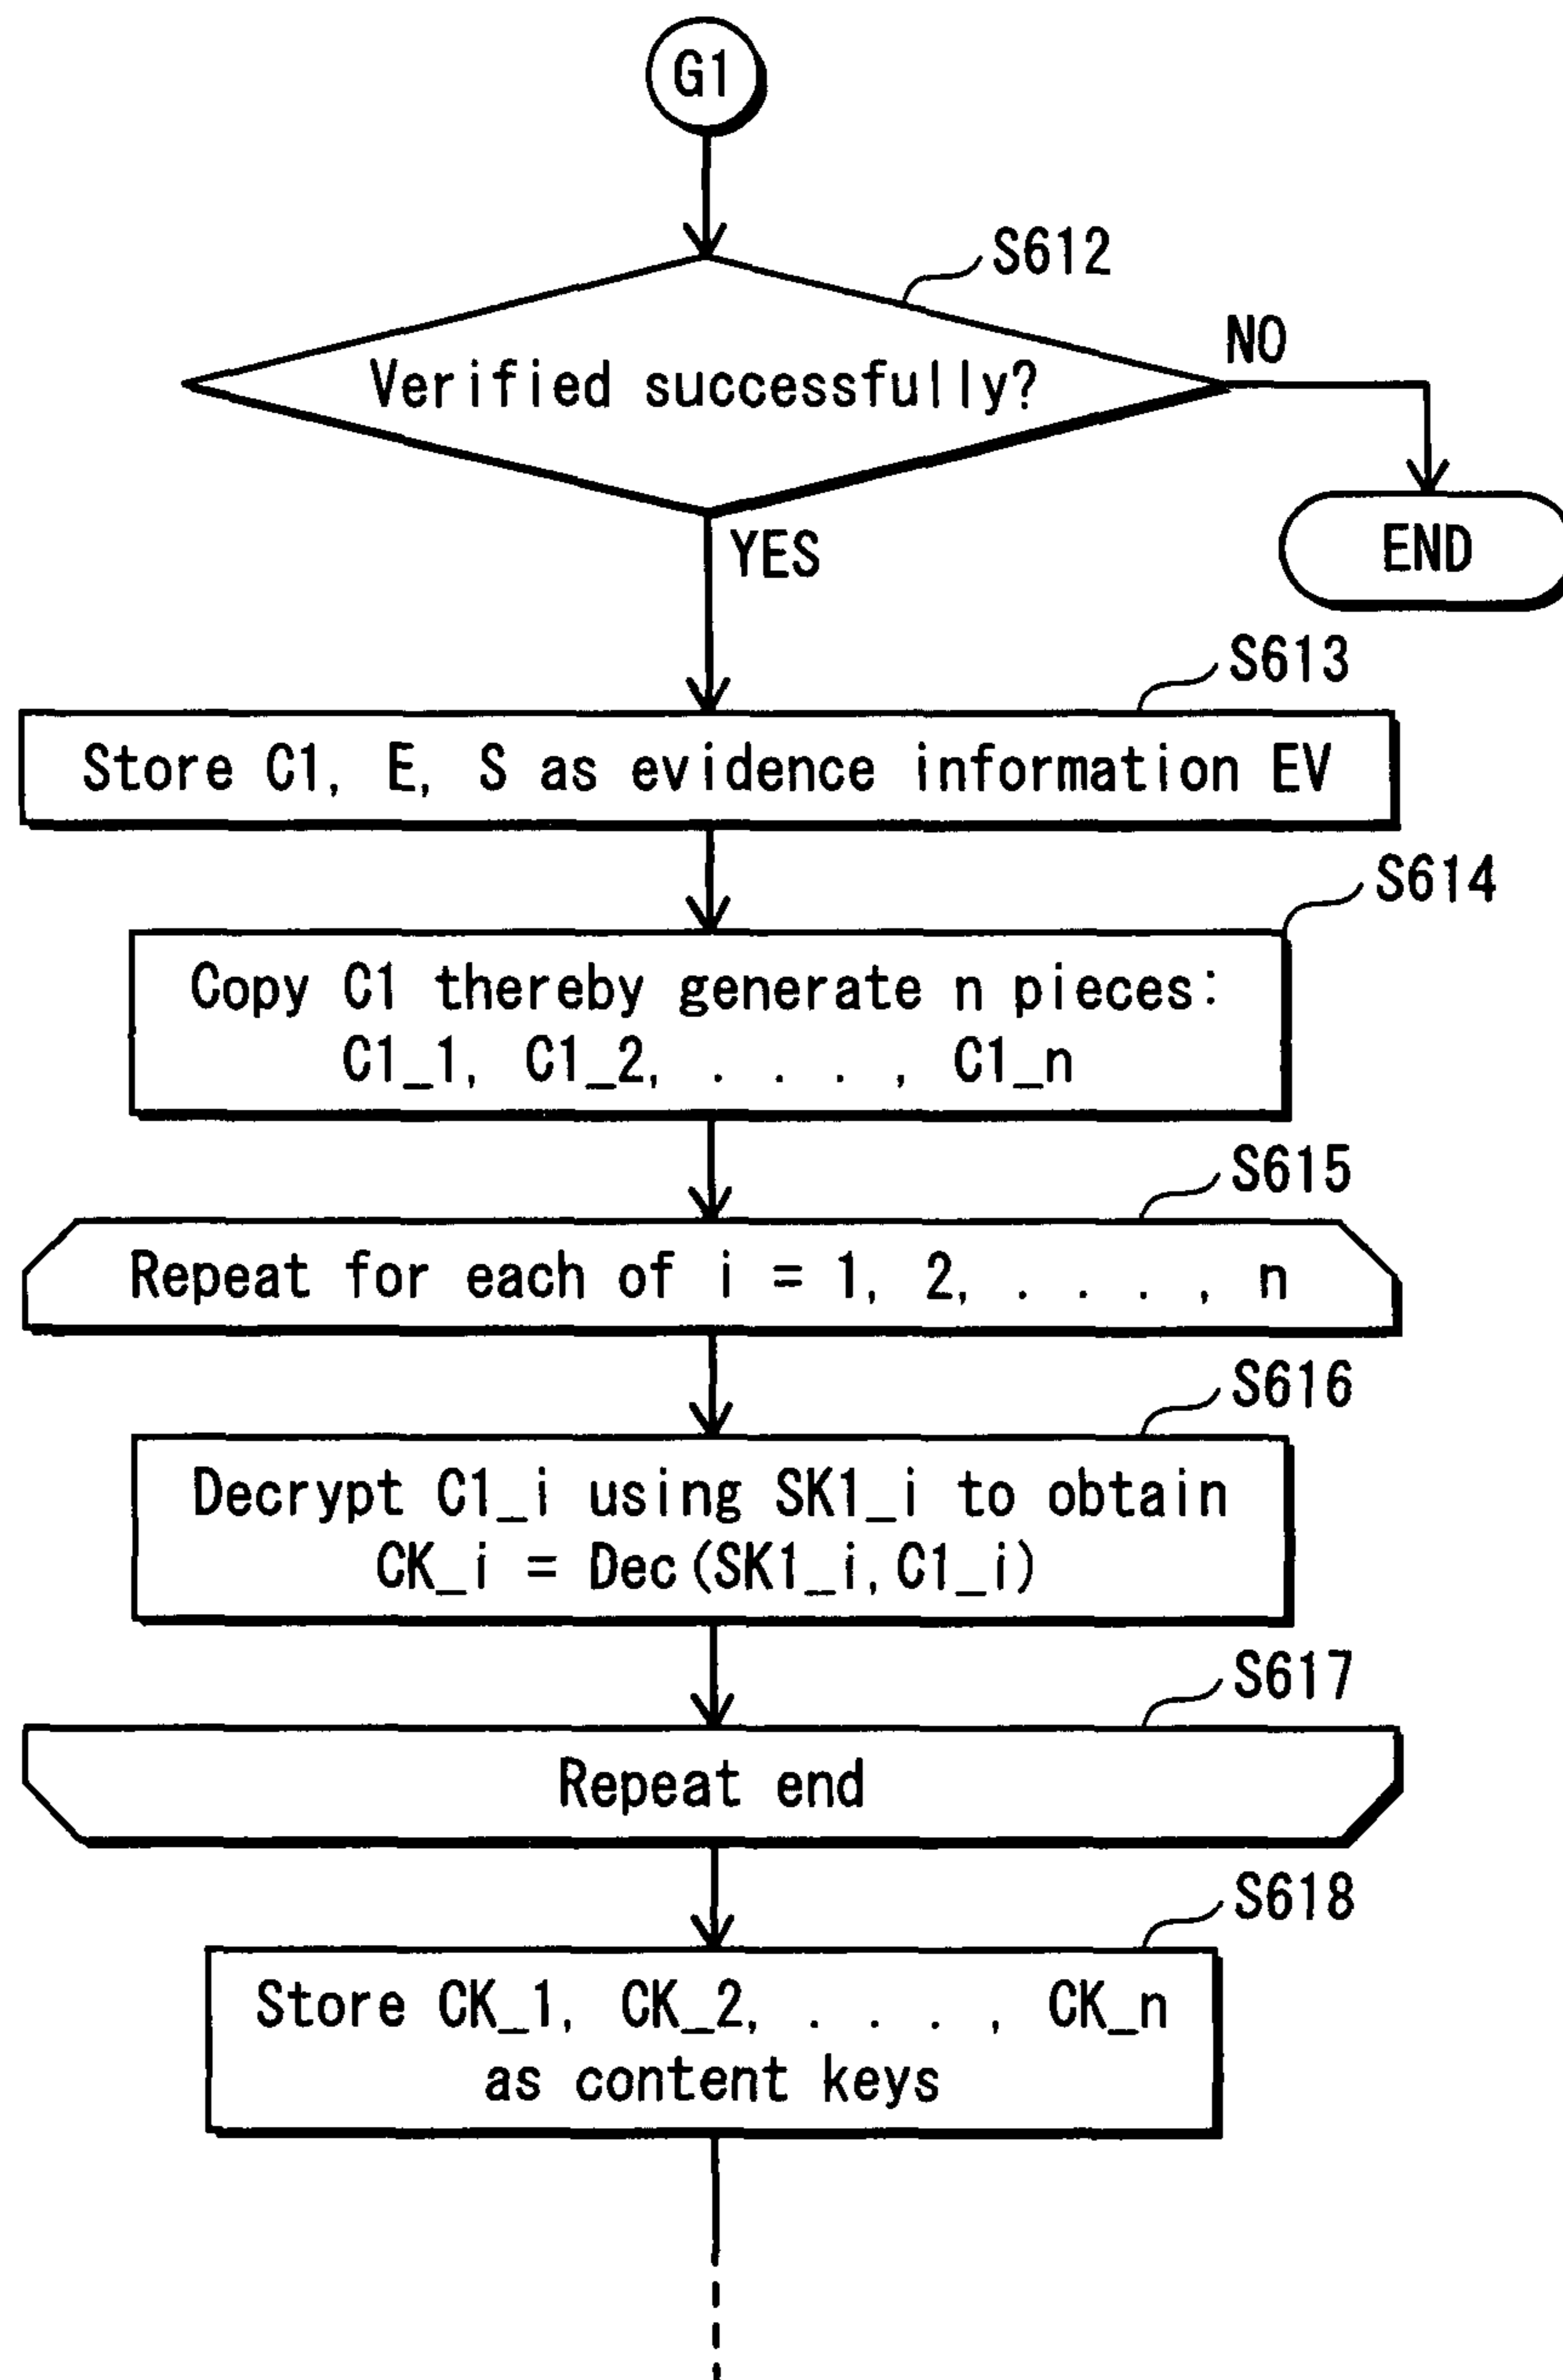 G1
S612
Verified successfully?
NO
END
YES
S613
Store C1, E, S as evidence information EV
S614
Copy C1 thereby generate n pieces:
C1_1, C1_2, . . . , C1_n
S615
Repeat for each of i = 1, 2, . . . , n
S616
Decrypt C1_i using SK1_i to obtain
CK_i = Dec(SK1_i, C1_i)
S617
Repeat end
S618
Store CK_1, CK_2, . . . , CK_n
as content keys